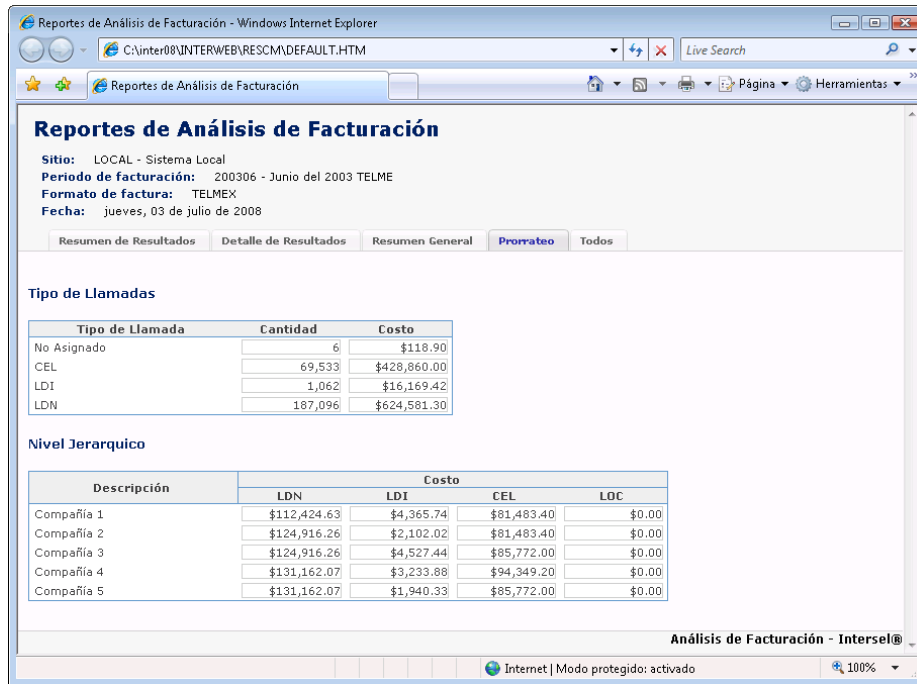 Reportes de Análisis de Facturación - Windows Internet Explorer
C:\inter08\INTERWEB\RESCM\DEFAULT.HTM
Live Search
Reportes de Análisis de Facturación
Página
Herramientas
Reportes de Análisis de Facturación
Sitio: LOCAL - Sistema Local
Periodo de facturación: 200306 - Junio del 2003 TELME
Formato de factura: TELMEX
Fecha: jueves, 03 de julio de 2008
Resumen de Resultados Detalle de Resultados Resumen General Prorrateo Todos
Tipo de Llamadas
Tipo de Llamada Cantidad Costo
No Asignado 6 $118.90
CEL 69,533 $428,860.00
LDI 1,062 $16,169.42
LDN 187,096 $624,581.30
Nivel Jerarquico
Descripción Costo
LDN LDI CEL LOC
Compañía 1 $112,424.63 $4,365.74 $81,483.40 $0.00
Compañía 2 $124,916.26 $2,102.02 $81,483.40 $0.00
Compañía 3 $124,916.26 $4,527.44 $85,772.00 $0.00
Compañía 4 $131,162.07 $3,233.88 $94,349.20 $0.00
Compañía 5 $131,162.07 $1,940.33 $85,772.00 $0.00
Análisis de Facturación - Intersel®
Internet | Modo protegido: activado
100%